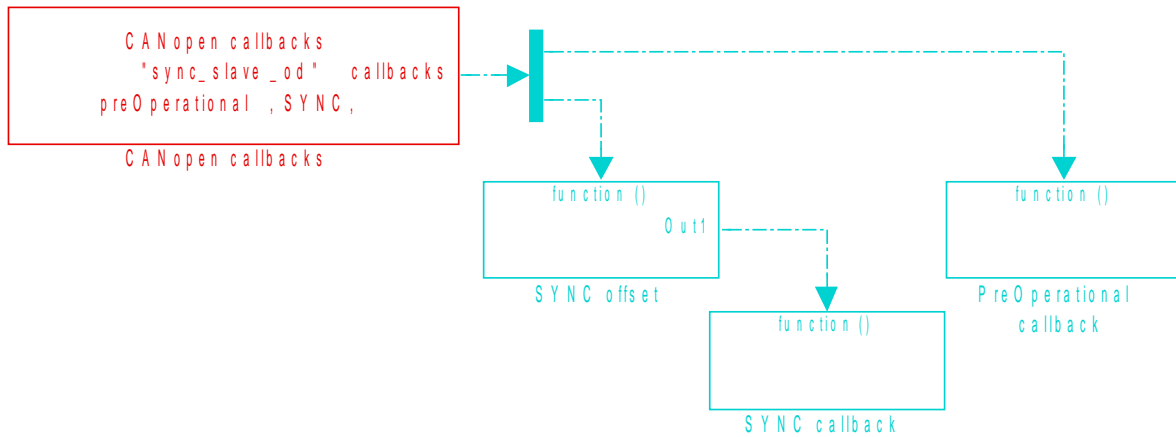 CANopen callbacks
"sync_slave_od" callbacks
preOperational ,SYNC,
CANopen callbacks
function ()
Out1
SYNC offset
function ()
SYNC callback
function ()
PreOperational
callback